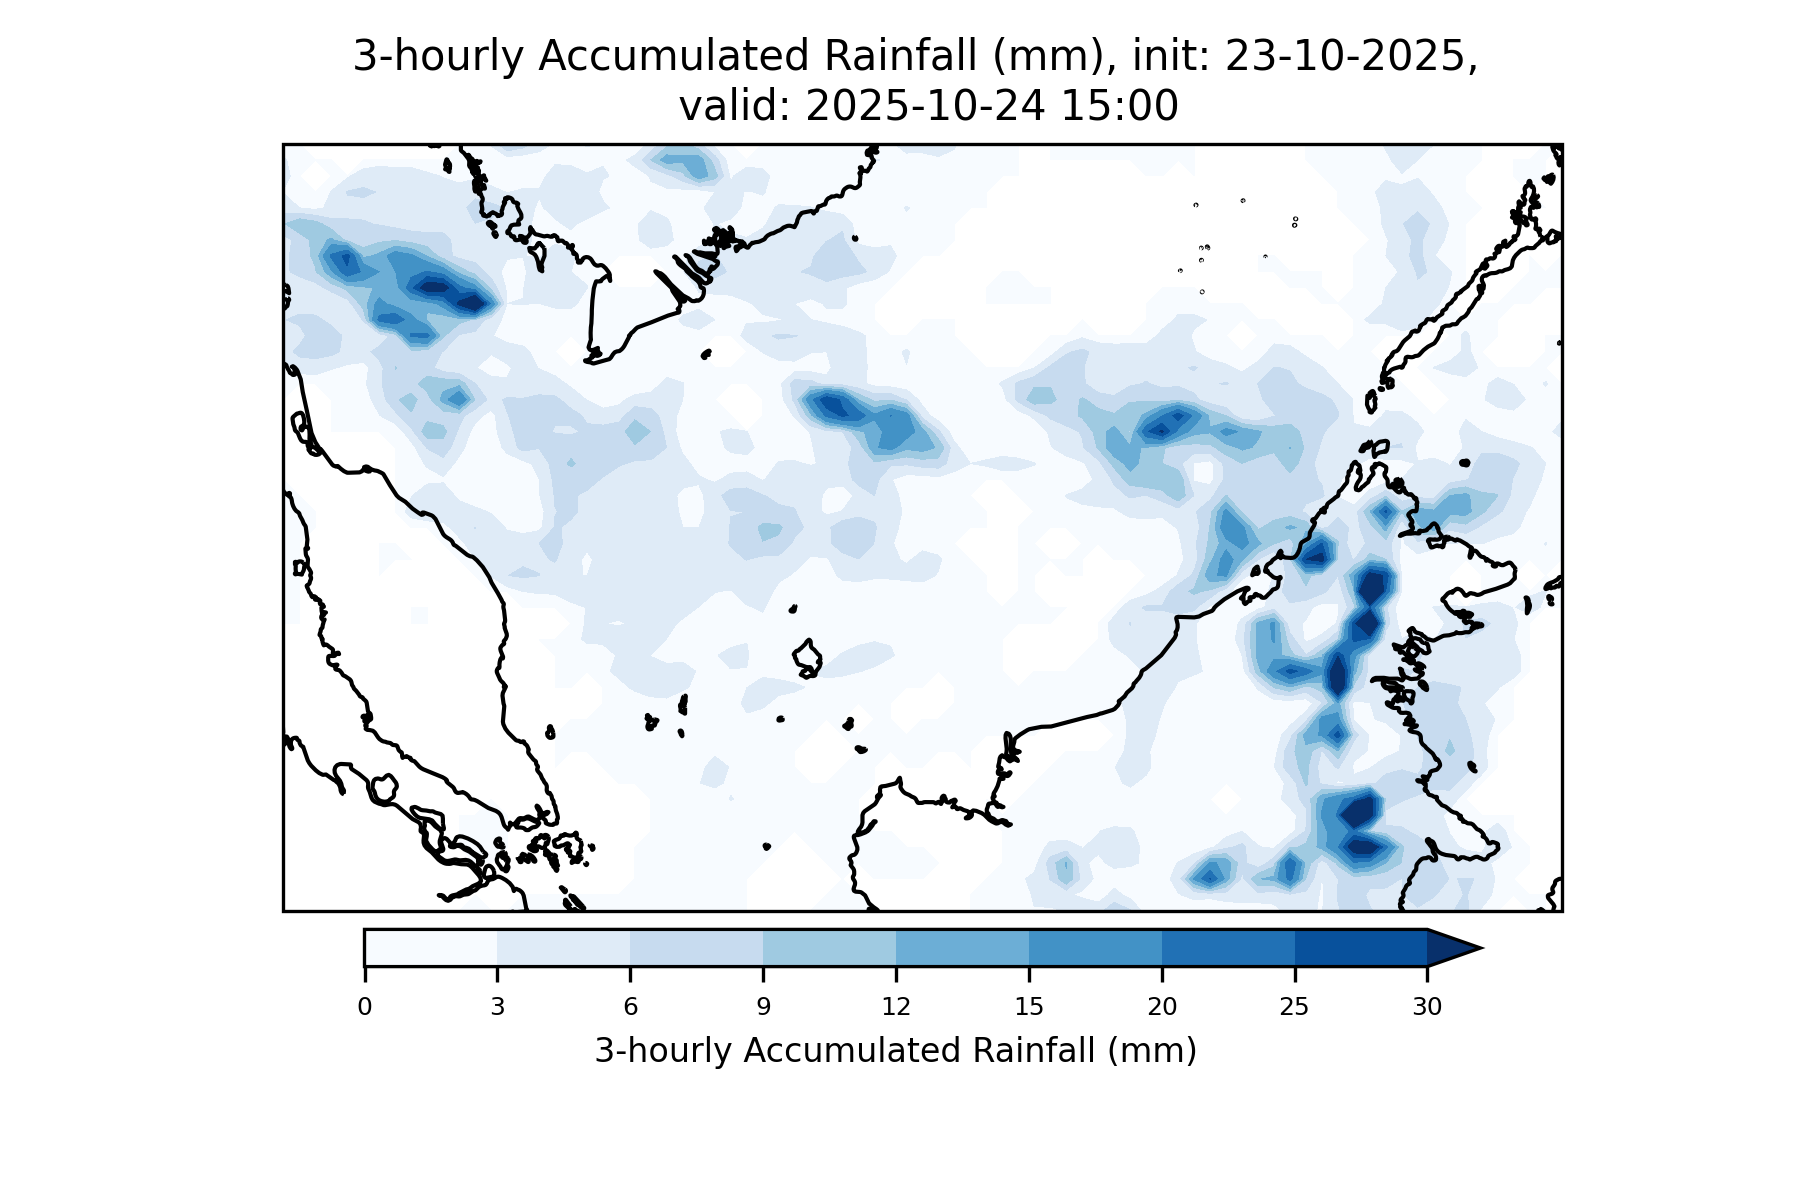 3-hourly Accumulated Rainfall (mm), init: 23-10-2025,
valid: 2025-10-24 15:00
0 3 6 9 12 15 20 25 30
3-hourly Accumulated Rainfall (mm)